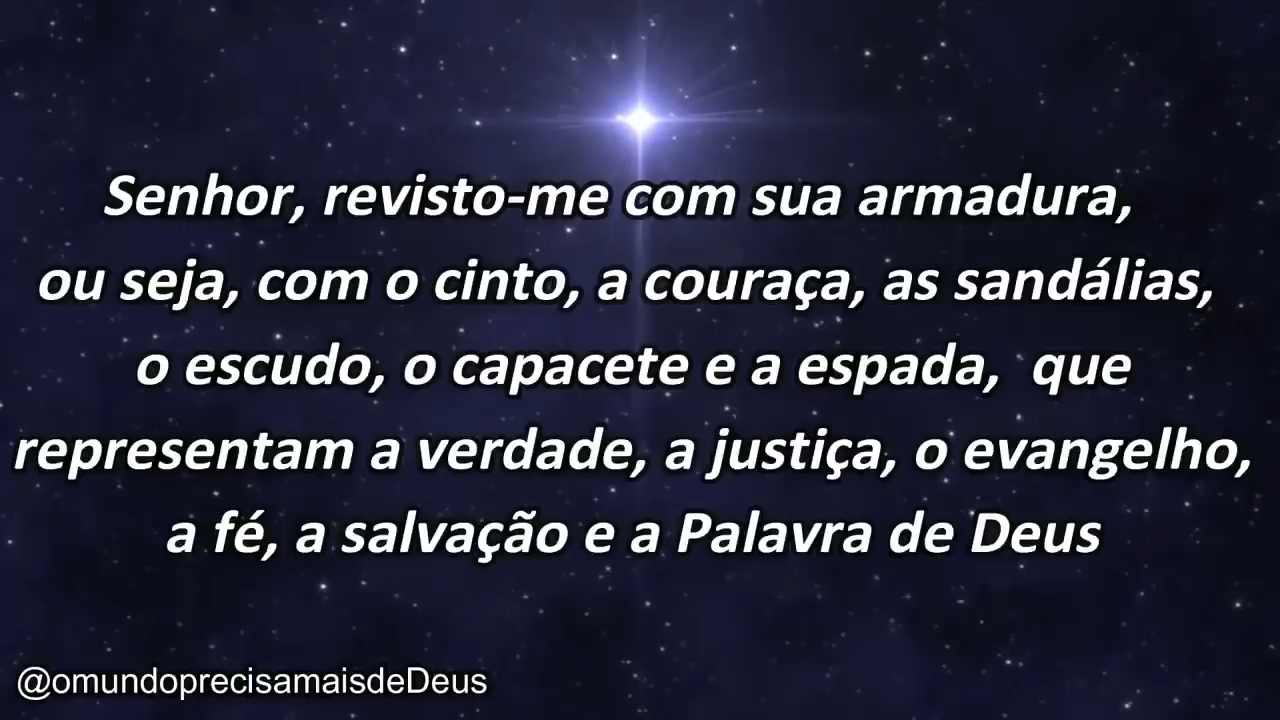 Senhor, revisto-me com sua armadura,
ou seja, com o cinto, a couraça, as sandálias,
o escudo, o capacete e a espada,  que
representam a verdade, a justiça, o evangelho,
a fé, a salvação e a Palavra de Deus
@omundoprecisamaisdeDeus